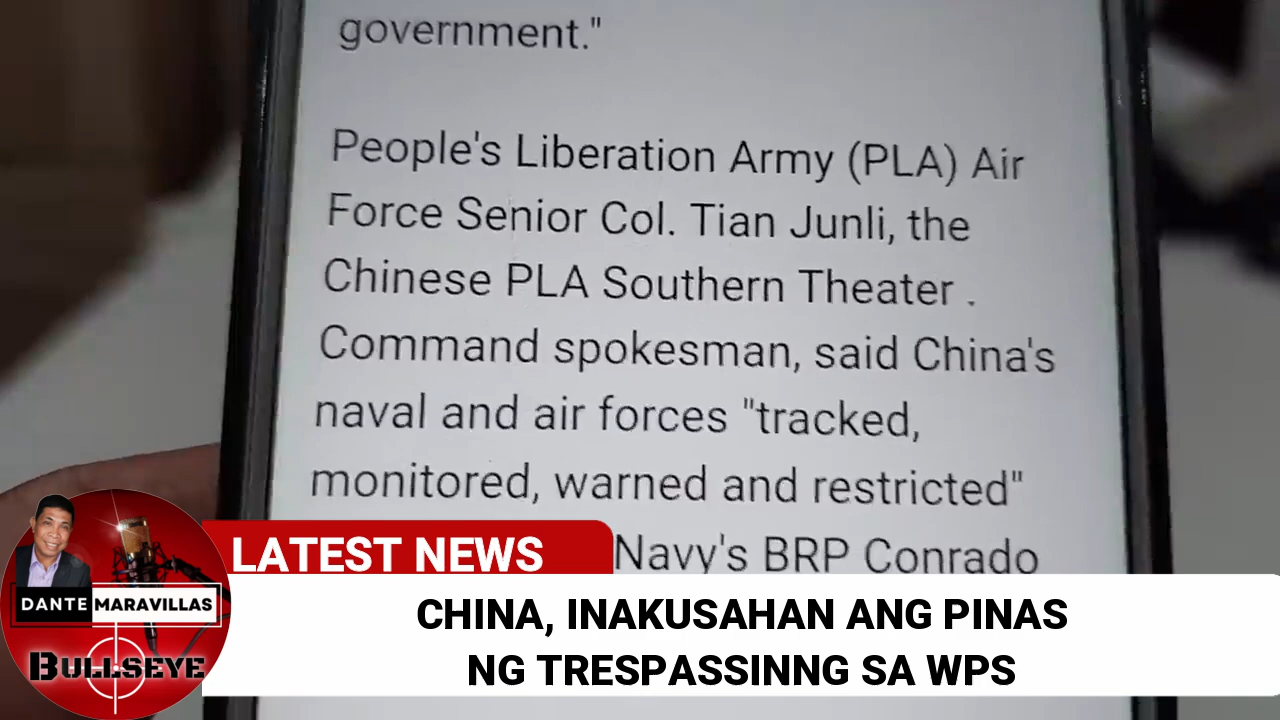 government."
People's Liberation Army (PLA) Air
Force Senior Col. Tian Junli, the
Chinese PLA Southern Theater .
Command spokesman, said China's
naval and air forces "tracked,
monitored, warned and restricted"
Navy's BRP Conrado
LATEST NEWS
DANTE MARAVILLAS
BULLSEYE
CHINA, INAKUSAHAN ANG PINAS
NG TRESPASSINNG SA WPS